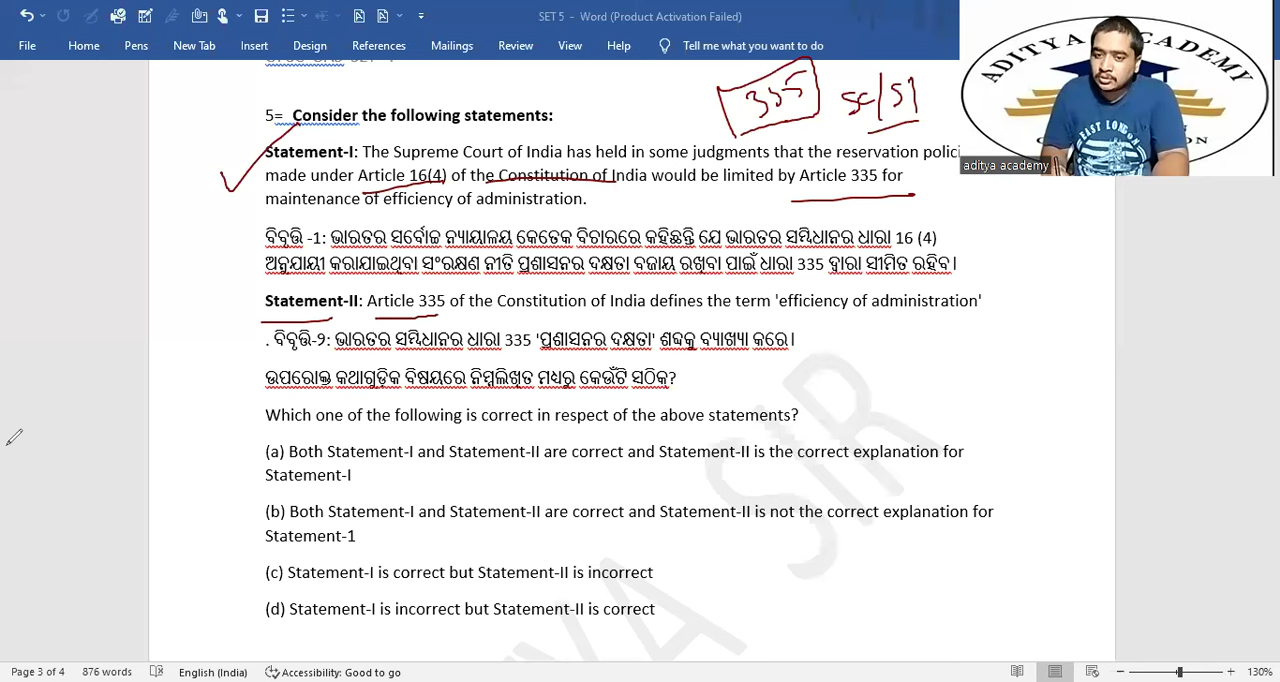 SET 5 - Word (Product Activation Failed)
File Home Pens New Tab Insert Design References Mailings Review View Help Tell me what you want to do
ADITYA ACADEMY
335 SC|ST
5= Consider the following statements:
Statement-I: The Supreme Court of India has held in some judgments that the reservation polici
aditya academy
made under Article 16(4) of the Constitution of India would be limited by Article 335 for
maintenance of efficiency of administration.
ବିବୃତ୍ତି -1: ଭାରତର ସର୍ବୋଚ୍ଚ ନ୍ୟାୟାଳୟ କେତେକ ବିଚାରରେ କହିଛନ୍ତି ଯେ ଭାରତର ସମ୍ବିଧାନର ଧାରା 16 (4)
ଅନୁଯାୟୀ କରାଯାଇଥିବା ସଂରକ୍ଷଣ ନୀତି ପ୍ରଶାସନର ଦକ୍ଷତା ବଜାୟ ରଖିବା ପାଇଁ ଧାରା 335 ଦ୍ୱାରା ସୀମିତ ରହିବ।
Statement-II: Article 335 of the Constitution of India defines the term 'efficiency of administration'
. ବିବୃତ୍ତି-୨: ଭାରତର ସମ୍ବିଧାନର ଧାରା 335 'ପ୍ରଶାସନର ଦକ୍ଷତା' ଶବ୍ଦକୁ ବ୍ୟାଖ୍ୟା କରେ।
ଉପରୋକ୍ତ କଥାଗୁଡ଼ିକ ବିଷୟରେ ନିମ୍ନଲିଖିତ ମଧ୍ୟରୁ କେଉଁଟି ସଠିକ?
Which one of the following is correct in respect of the above statements?
(a) Both Statement-I and Statement-II are correct and Statement-II is the correct explanation for
Statement-I
(b) Both Statement-I and Statement-II are correct and Statement-II is not the correct explanation for
Statement-1
(c) Statement-I is correct but Statement-II is incorrect
(d) Statement-I is incorrect but Statement-II is correct
SIR
Page 3 of 4 876 words English (India) Accessibility: Good to go 130%